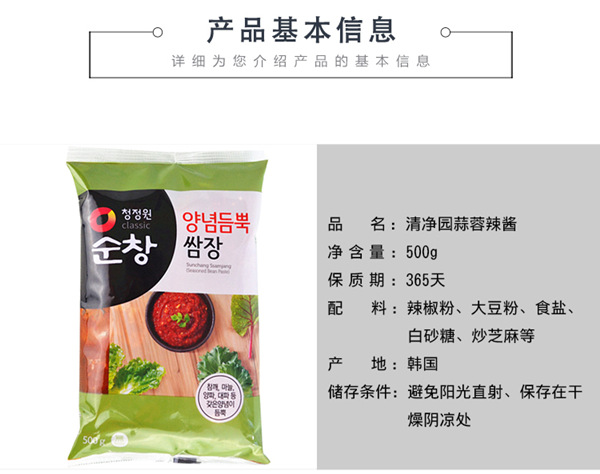 产品基本信息
详细为您介绍产品的基本信息
청정원
classic
순창
양념듬뿍
쌈장
Sunchang Ssamjang
(Seasoned Bean Paste)
참깨, 마늘,
양파, 대파 등
갖은양념이
듬뿍
500g
品 名：清净园蒜蓉辣酱
净含量：500g
保质期：365天
配 料：辣椒粉、大豆粉、食盐、
白砂糖、炒芝麻等
产 地：韩国
储存条件：避免阳光直射、保存在干
燥阴凉处